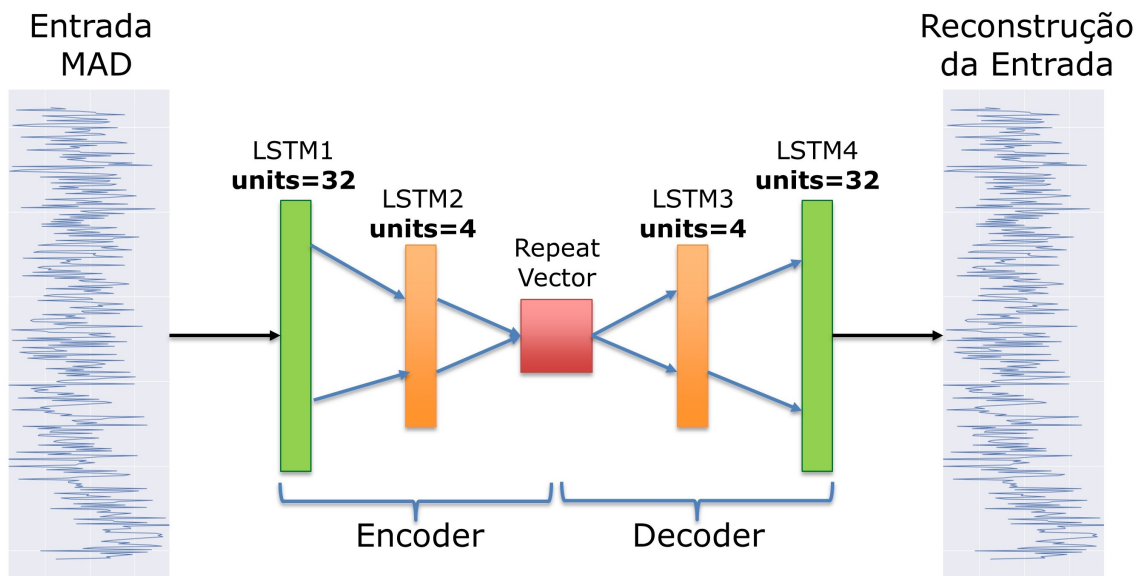 Entrada
MAD
Reconstrução
da Entrada
LSTM1
units=32
LSTM2
units=4
Repeat
Vector
LSTM3
units=4
LSTM4
units=32
Encoder
Decoder